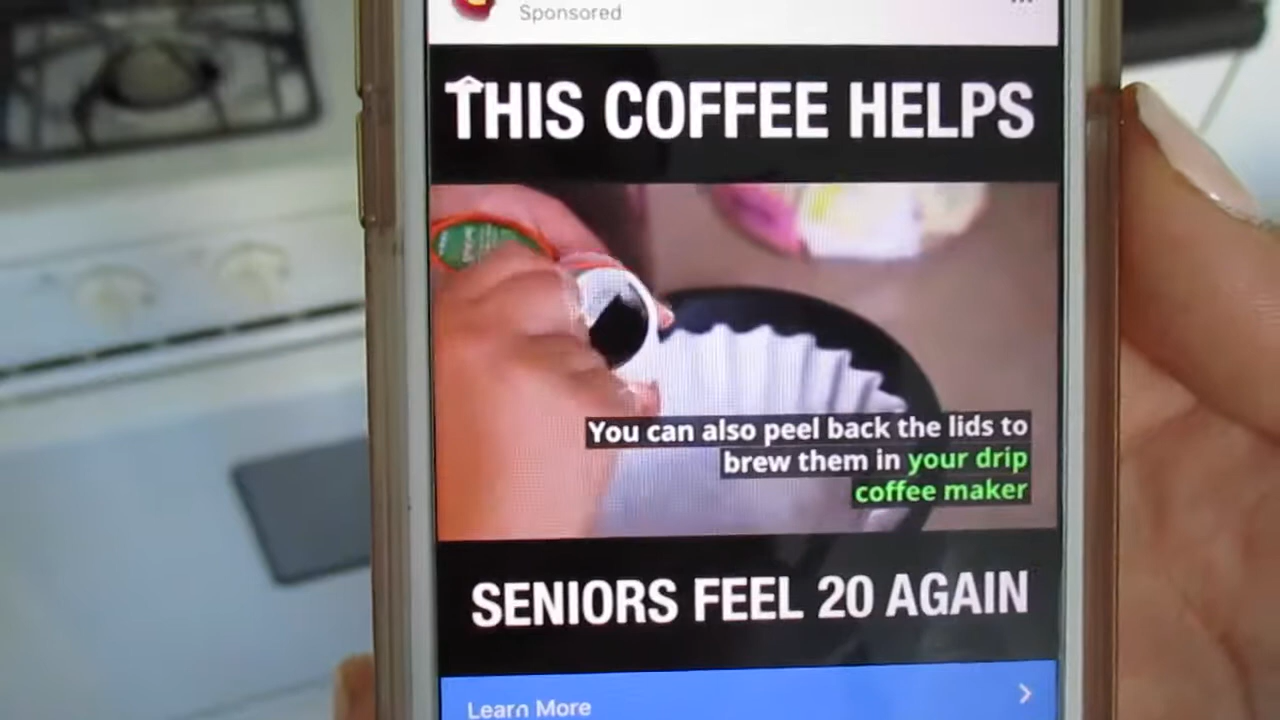 Sponsored
THIS COFFEE HELPS
You can also peel back the lids to
brew them in your drip
coffee maker
SENIORS FEEL 20 AGAIN
Learn More